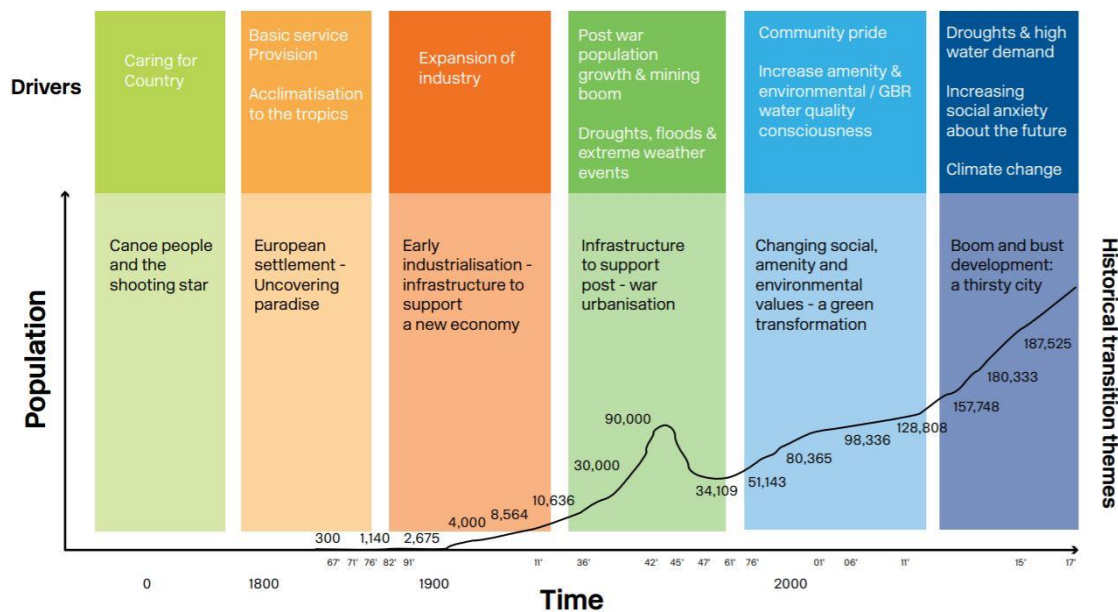 Drivers
Caring for
Country
Basic service
Provision
Acclimatisation
to the tropics
Expansion of
industry
Post war
population
growth & mining
boom
Droughts, floods &
extreme weather
events
Community pride
Increase amenity &
environmental / GBR
water quality
consciousness
Droughts & high
water demand
Increasing
social anxiety
about the future
Climate change
Population
Canoe people
and the
shooting star
European
settlement -
Uncovering
paradise
Early
industrialisation -
infrastructure to
support
a new economy
Infrastructure
to support
post - war
urbanisation
Changing social,
amenity and
environmental
values - a green
transformation
Boom and bust
development:
a thirsty city
Historical transition themes
300
1,140
2,675
4,000
8,564
10,636
30,000
90,000
34,109
51,143
80,365
98,336
128,808
157,748
180,333
187,525
67' 71' 76' 82' 91' 11' 36' 42' 45' 47' 61' 76' 01' 06' 11' 15' 17'
0 1800 1900 2000
Time